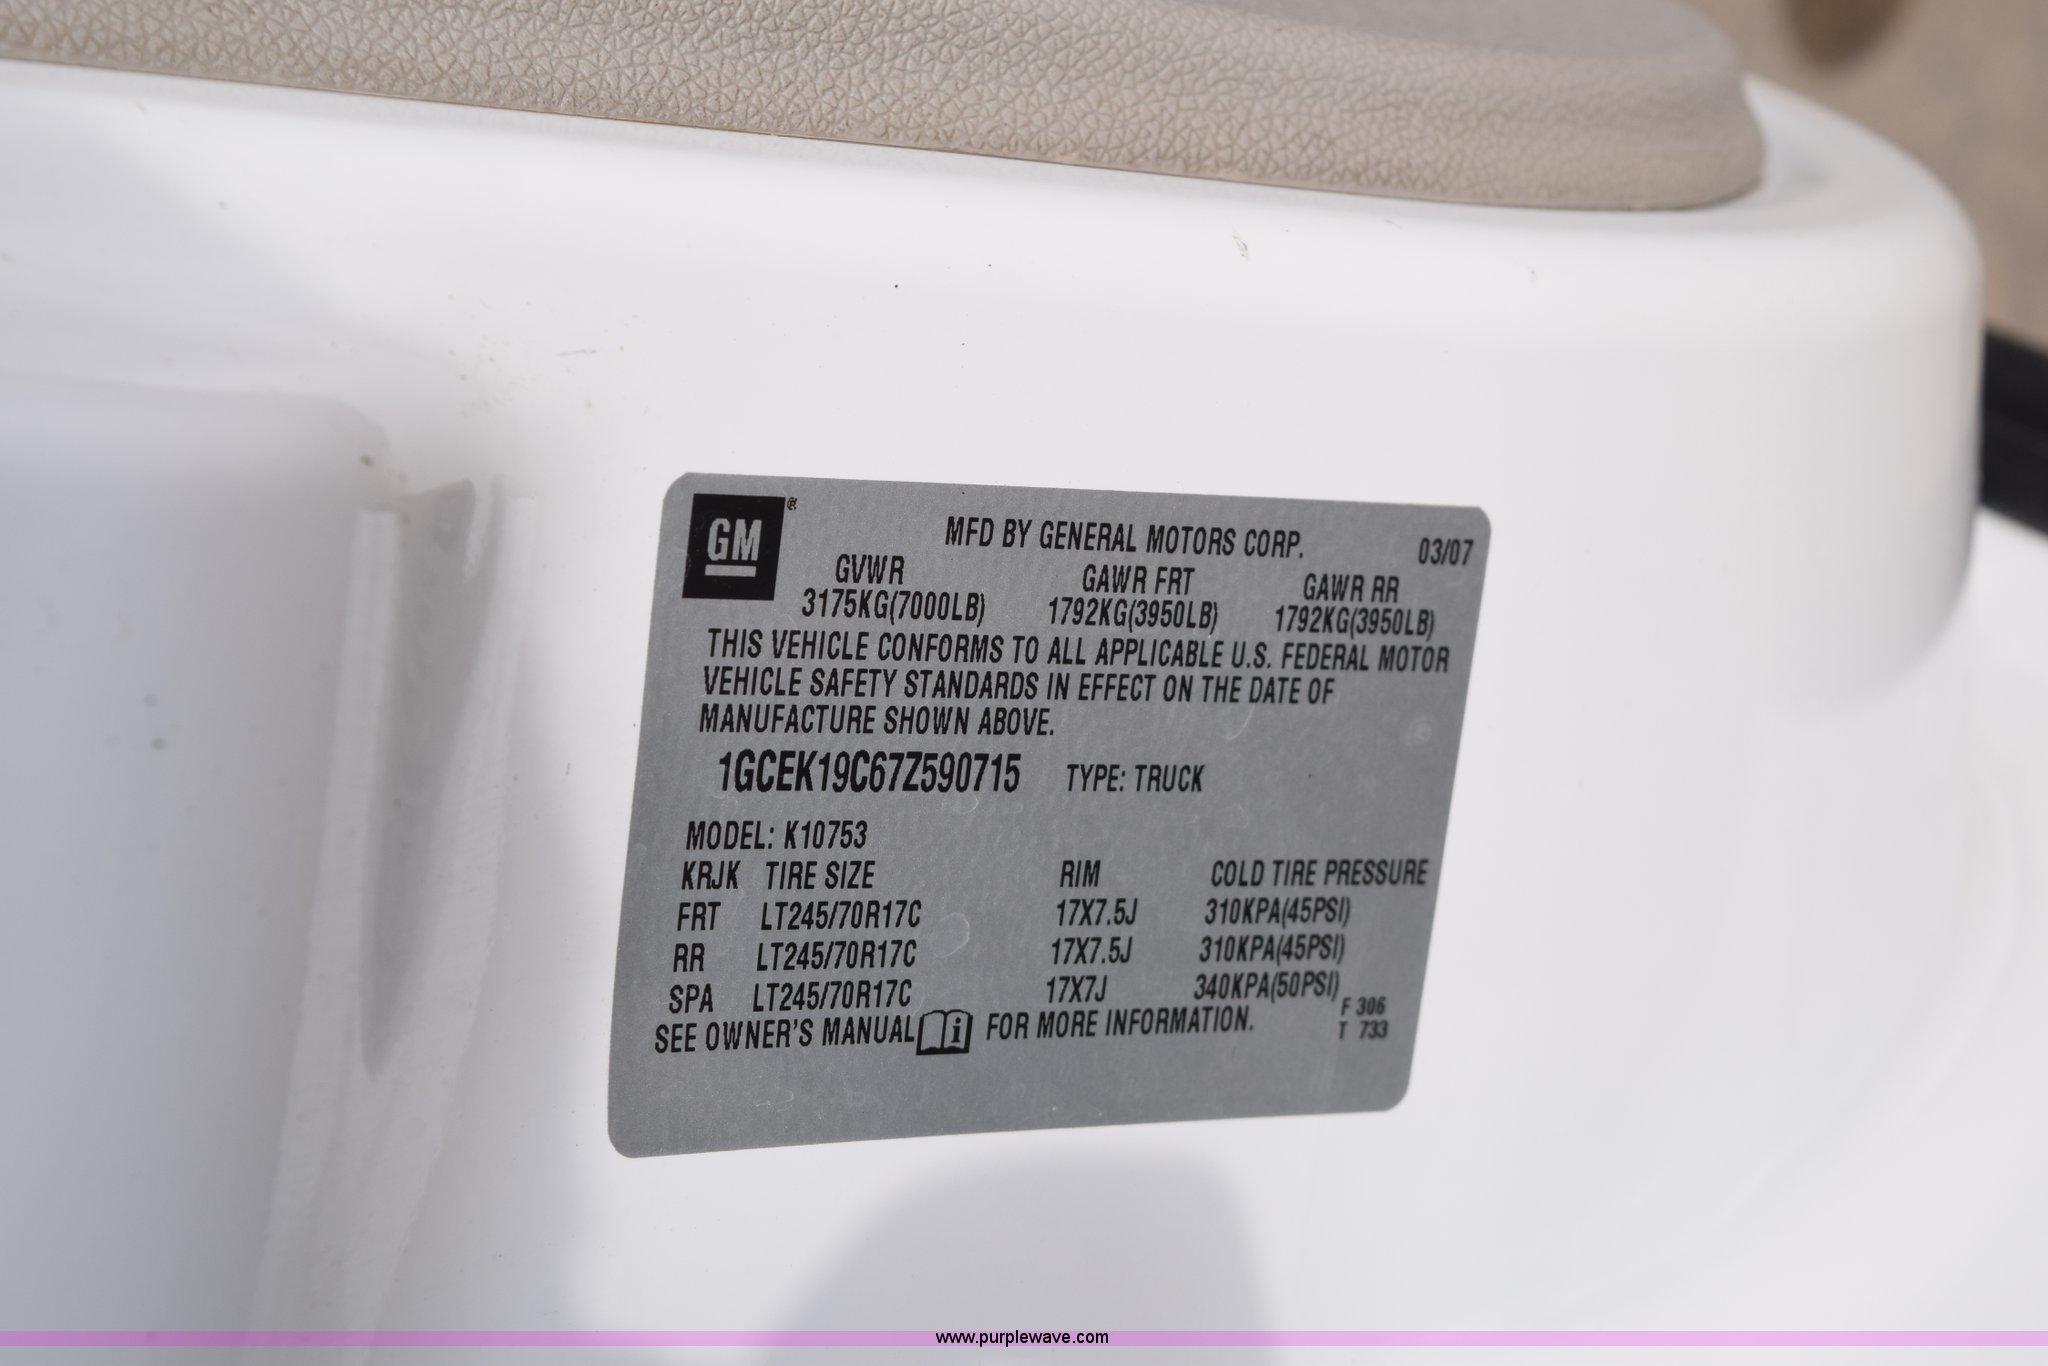 GM®
MFD BY GENERAL MOTORS CORP. 03/07
GVWR GAWR FRT GAWR RR
3175KG(7000LB) 1792KG(3950LB) 1792KG(3950LB)
THIS VEHICLE CONFORMS TO ALL APPLICABLE U.S. FEDERAL MOTOR
VEHICLE SAFETY STANDARDS IN EFFECT ON THE DATE OF
MANUFACTURE SHOWN ABOVE.
1GCEK19C67Z590715 TYPE: TRUCK
MODEL: K10753
KRJK TIRE SIZE RIM COLD TIRE PRESSURE
FRT LT245/70R17C 17X7.5J 310KPA(45PSI)
RR LT245/70R17C 17X7.5J 310KPA(45PSI)
SPA LT245/70R17C 17X7J 340KPA(50PSI)
SEE OWNER'S MANUAL i FOR MORE INFORMATION.
F 306
T 733
www.purplewave.com